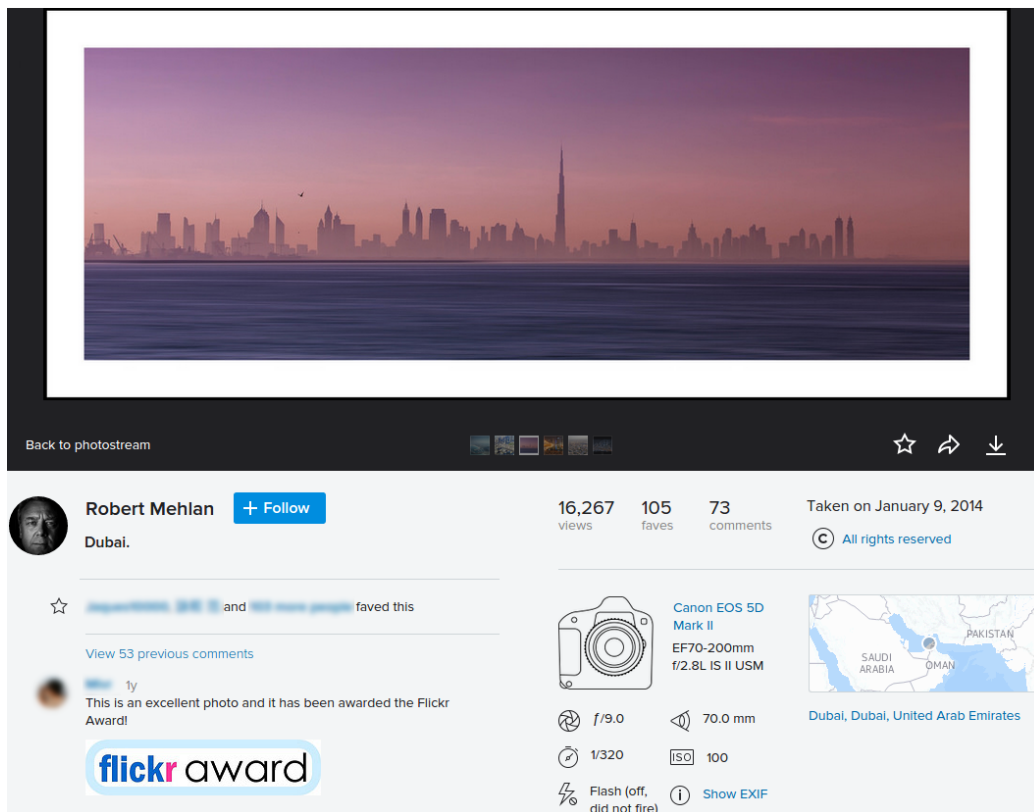 Back to photostream
Robert Mehlan
+ Follow
Dubai.
and faved this
View 53 previous comments
1y
This is an excellent photo and it has been awarded the Flickr
Award!
flickr award
16,267
views
105
faves
73
comments
Taken on January 9, 2014
C All rights reserved
Canon EOS 5D
Mark II
EF70-200mm
f/2.8L IS II USM
ƒ/9.0
70.0 mm
1/320
ISO 100
Flash (off,
did not fire)
i Show EXIF
PAKISTAN
SAUDI
ARABIA
OMAN
Dubai, Dubai, United Arab Emirates